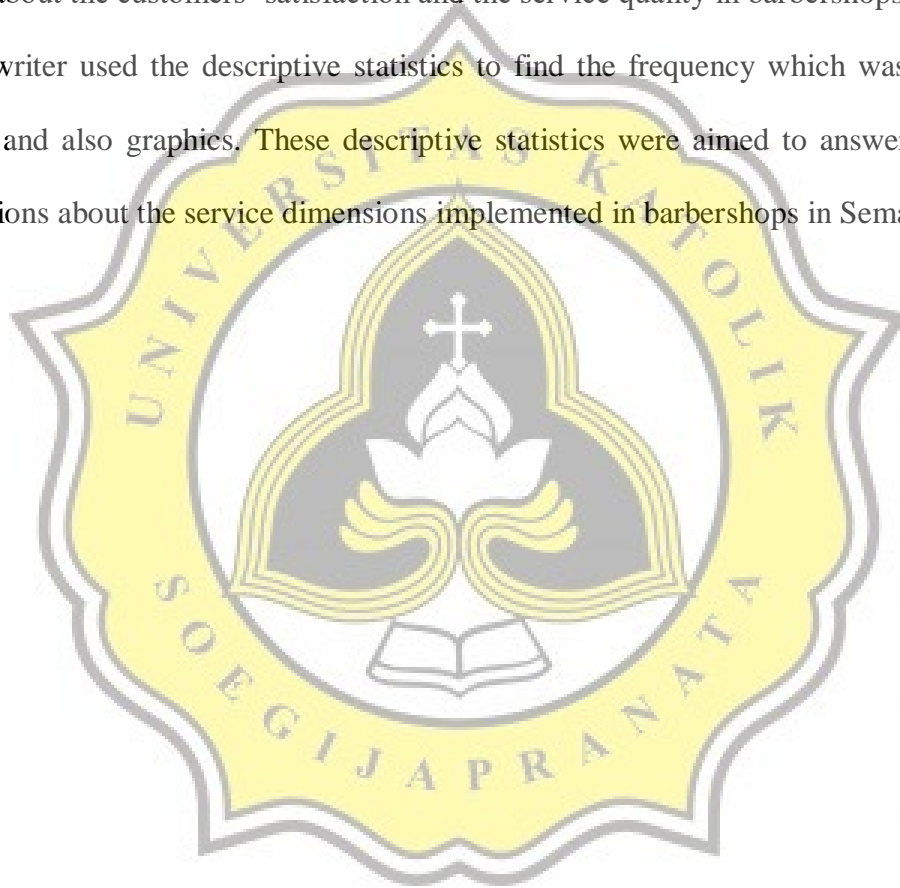 about the customers' satisfaction and the service quality in barbershops
writer used the descriptive statistics to find the frequency which was
and also graphics. These descriptive statistics were aimed to answer
ions about the service dimensions implemented in barbershops in Sema
UNIVERSITAS KATOLIK
SOEGIJAPRANATA